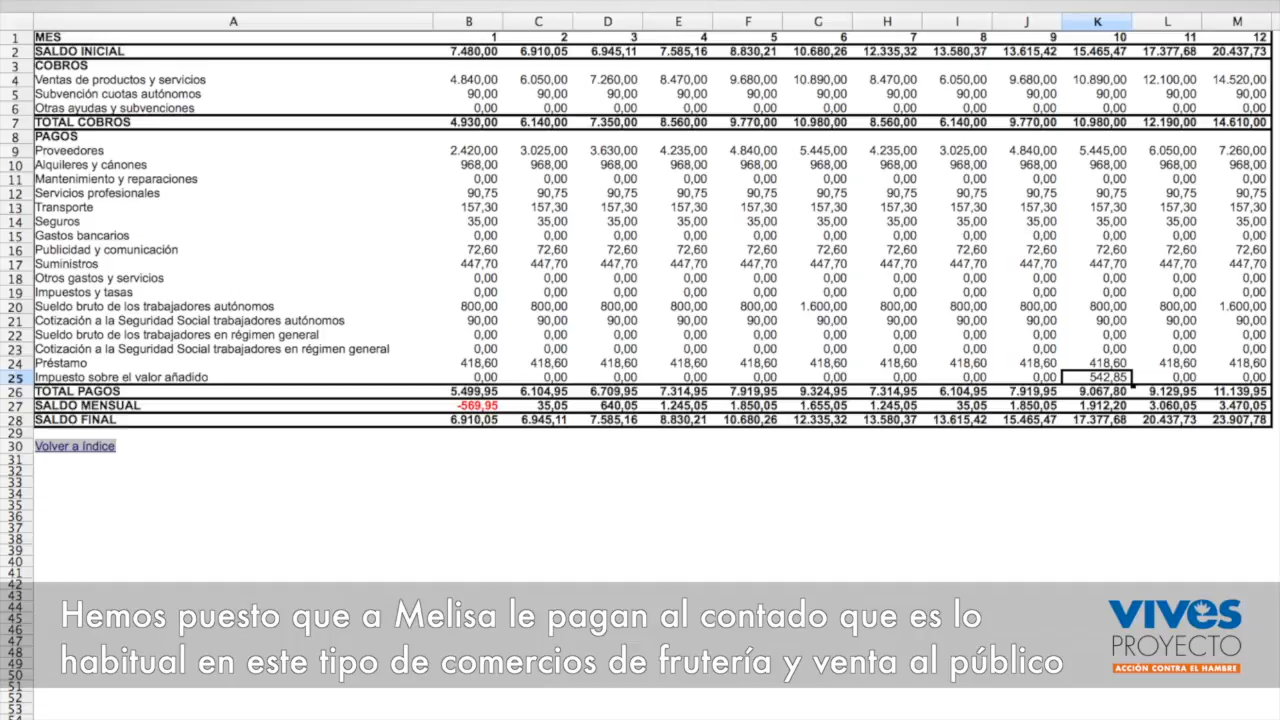 A B C D E F G H I J K L M
1 MES 1 2 3 4 5 6 7 8 9 10 11 12
2 SALDO INICIAL 7.480,00 6.910,05 6.945,11 7.585,16 8.830,21 10.680,26 12.335,32 13.580,37 13.615,42 15.465,47 17.377,68 20.437,73
3 COBROS
4 Ventas de productos y servicios 4.840,00 6.050,00 7.260,00 8.470,00 9.680,00 10.890,00 8.470,00 6.050,00 9.680,00 10.890,00 12.100,00 14.520,00
5 Subvención cuotas autónomos 90,00 90,00 90,00 90,00 90,00 90,00 90,00 90,00 90,00 90,00 90,00 90,00
6 Otras ayudas y subvenciones 0,00 0,00 0,00 0,00 0,00 0,00 0,00 0,00 0,00 0,00 0,00 0,00
7 TOTAL COBROS 4.930,00 6.140,00 7.350,00 8.560,00 9.770,00 10.980,00 8.560,00 6.140,00 9.770,00 10.980,00 12.190,00 14.610,00
8 PAGOS
9 Proveedores 2.420,00 3.025,00 3.630,00 4.235,00 4.840,00 5.445,00 4.235,00 3.025,00 4.840,00 5.445,00 6.050,00 7.260,00
10 Alquileres y cánones 968,00 968,00 968,00 968,00 968,00 968,00 968,00 968,00 968,00 968,00 968,00 968,00
11 Mantenimiento y reparaciones 0,00 0,00 0,00 0,00 0,00 0,00 0,00 0,00 0,00 0,00 0,00 0,00
12 Servicios profesionales 90,75 90,75 90,75 90,75 90,75 90,75 90,75 90,75 90,75 90,75 90,75 90,75
13 Transporte 157,30 157,30 157,30 157,30 157,30 157,30 157,30 157,30 157,30 157,30 157,30 157,30
14 Seguros 35,00 35,00 35,00 35,00 35,00 35,00 35,00 35,00 35,00 35,00 35,00 35,00
15 Gastos bancarios 0,00 0,00 0,00 0,00 0,00 0,00 0,00 0,00 0,00 0,00 0,00 0,00
16 Publicidad y comunicación 72,60 72,60 72,60 72,60 72,60 72,60 72,60 72,60 72,60 72,60 72,60 72,60
17 Suministros 447,70 447,70 447,70 447,70 447,70 447,70 447,70 447,70 447,70 447,70 447,70 447,70
18 Otros gastos y servicios 0,00 0,00 0,00 0,00 0,00 0,00 0,00 0,00 0,00 0,00 0,00 0,00
19 Impuestos y tasas 0,00 0,00 0,00 0,00 0,00 0,00 0,00 0,00 0,00 0,00 0,00 0,00
20 Sueldo bruto de los trabajadores autónomos 800,00 800,00 800,00 800,00 800,00 1.600,00 800,00 800,00 800,00 800,00 800,00 1.600,00
21 Cotización a la Seguridad Social trabajadores autónomos 90,00 90,00 90,00 90,00 90,00 90,00 90,00 90,00 90,00 90,00 90,00 90,00
22 Sueldo bruto de los trabajadores en régimen general 0,00 0,00 0,00 0,00 0,00 0,00 0,00 0,00 0,00 0,00 0,00 0,00
23 Cotización a la Seguridad Social trabajadores en régimen general 0,00 0,00 0,00 0,00 0,00 0,00 0,00 0,00 0,00 0,00 0,00 0,00
24 Préstamo 418,60 418,60 418,60 418,60 418,60 418,60 418,60 418,60 418,60 418,60 418,60 418,60
25 Impuesto sobre el valor añadido 0,00 0,00 0,00 0,00 0,00 0,00 0,00 0,00 0,00 542,85 0,00 0,00
26 TOTAL PAGOS 5.499,95 6.104,95 6.709,95 7.314,95 7.919,95 9.324,95 7.314,95 6.104,95 7.919,95 9.067,80 9.129,95 11.139,95
27 SALDO MENSUAL -569,95 35,05 640,05 1.245,05 1.850,05 1.655,05 1.245,05 35,05 1.850,05 1.912,20 3.060,05 3.470,05
28 SALDO FINAL 6.910,05 6.945,11 7.585,16 8.830,21 10.680,26 12.335,32 13.580,37 13.615,42 15.465,47 17.377,68 20.437,73 23.907,78
29
30 Volver a índice
31
32
33
34
35
36
37
38
39
40
41
42
43
44
45
46
47
48
49
50
51
52
53
Hemos puesto que a Melisa le pagan al contado que es lo
habitual en este tipo de comercios de frutería y venta al público
VIVES
PROYECTO
ACCIÓN CONTRA EL HAMBRE